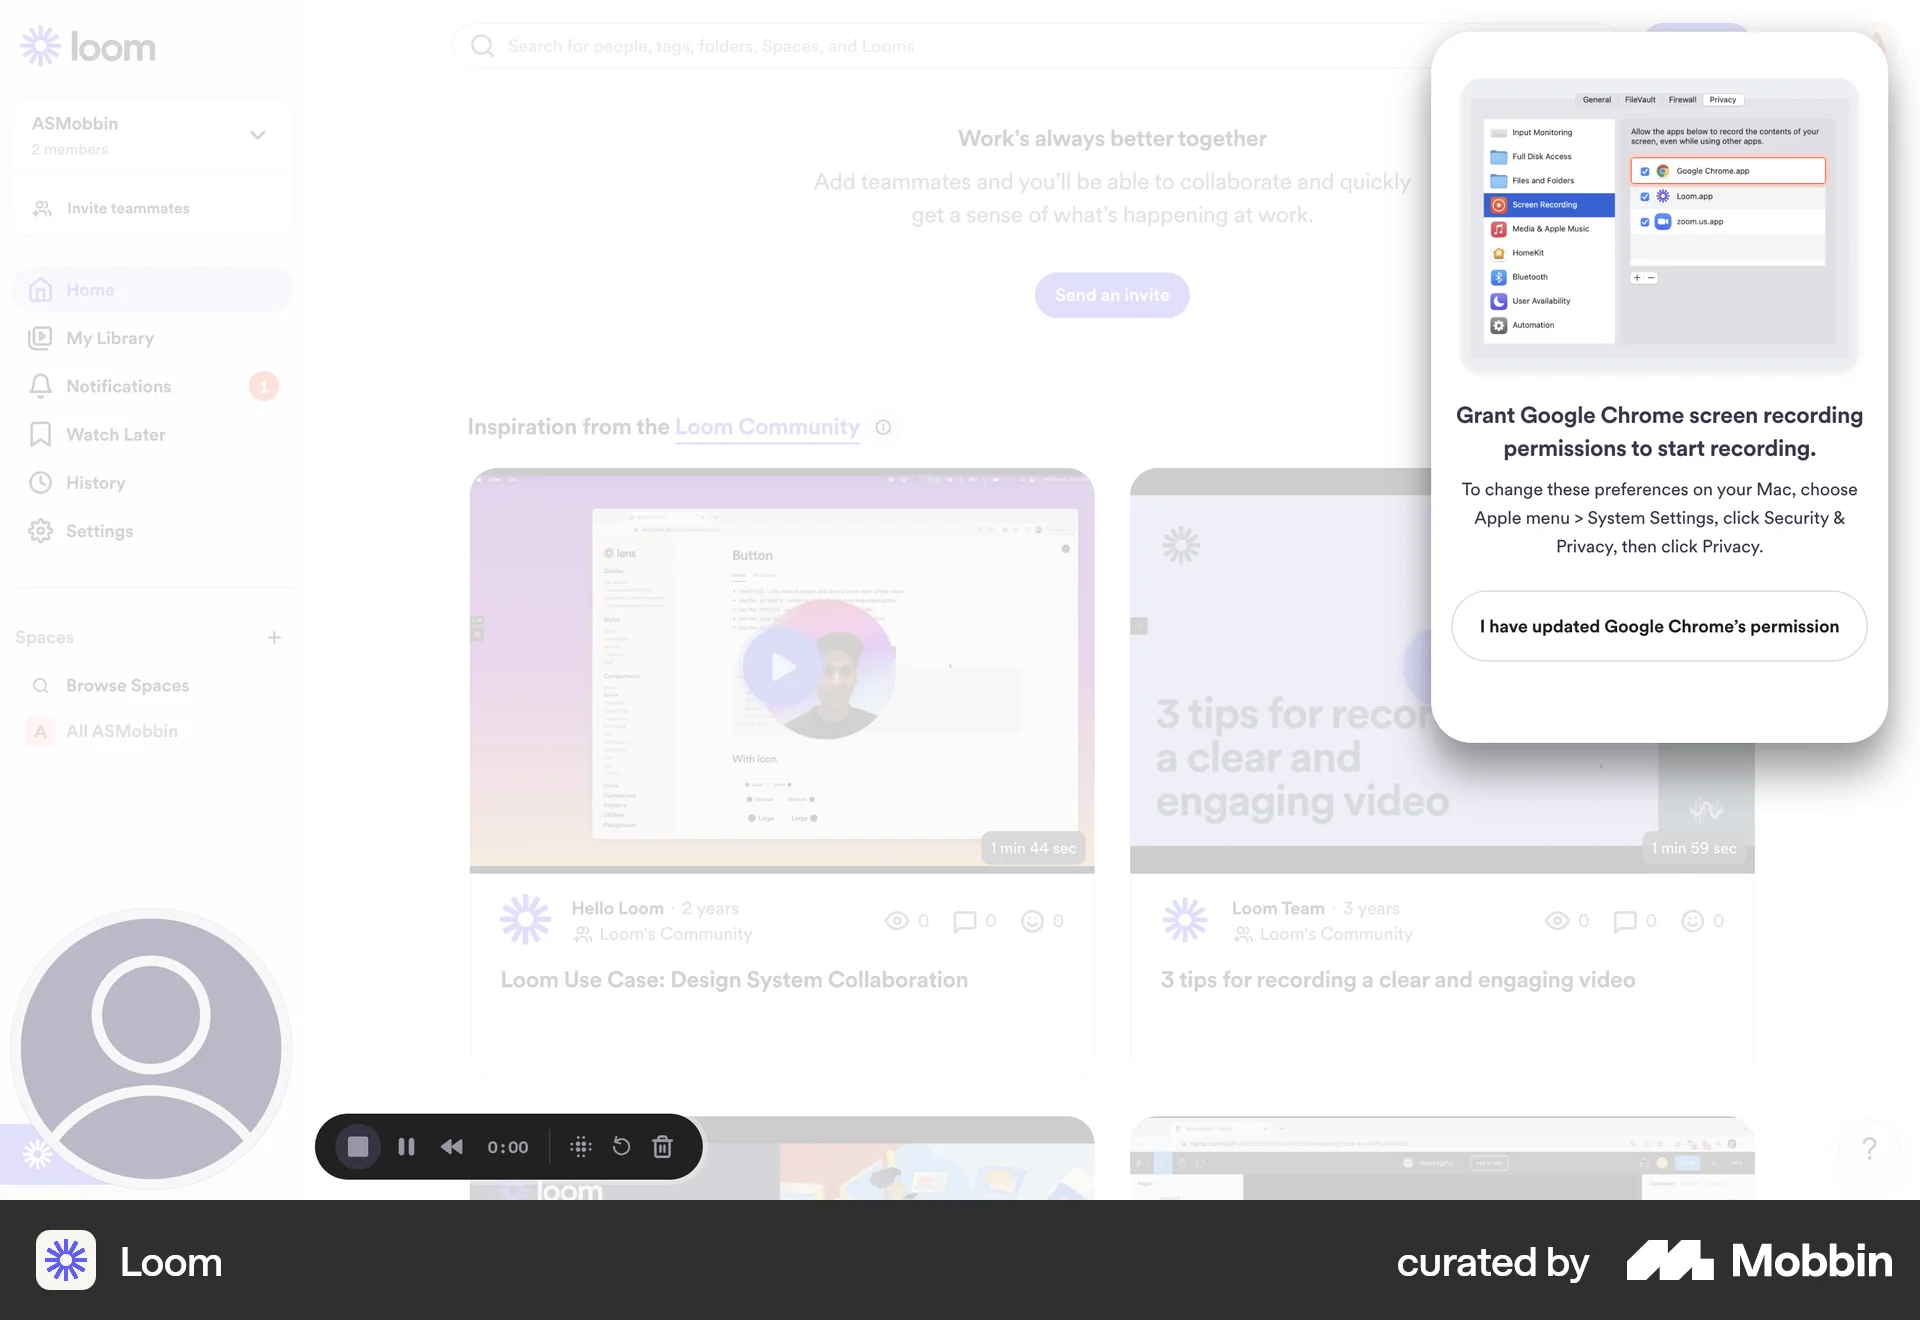 loom
Search for people, tags, folders, Spaces, and Looms
ASMobbin
2 members
Invite teammates
Home
My Library
Notifications
1
Watch Later
History
Settings
Spaces
+
Browse Spaces
A
All ASMobbin
Work's always better together
Add teammates and you'll be able to collaborate and quickly
get a sense of what's happening at work.
Send an invite
Inspiration from the Loom Community
lens
Guides
Styles
Components
Button
With icon
Large
Large
1 min 44 sec
Hello Loom · 2 years
Loom's Community
0
0
0
Loom Use Case: Design System Collaboration
3 tips for recor
a clear and
engaging video
1 min 59 sec
Loom Team · 3 years
Loom's Community
0
0
0
3 tips for recording a clear and engaging video
General
FileVault
Firewall
Privacy
Input Monitoring
Full Disk Access
Files and Folders
Screen Recording
Media & Apple Music
HomeKit
Bluetooth
User Availability
Automation
Allow the apps below to record the contents of your
screen, even while using other apps.
Google Chrome.app
Loom.app
zoom.us.app
+ −
Grant Google Chrome screen recording
permissions to start recording.
To change these preferences on your Mac, choose
Apple menu > System Settings, click Security &
Privacy, then click Privacy.
I have updated Google Chrome's permission
0:00
loom
Messaging
?
Loom
curated by
Mobbin